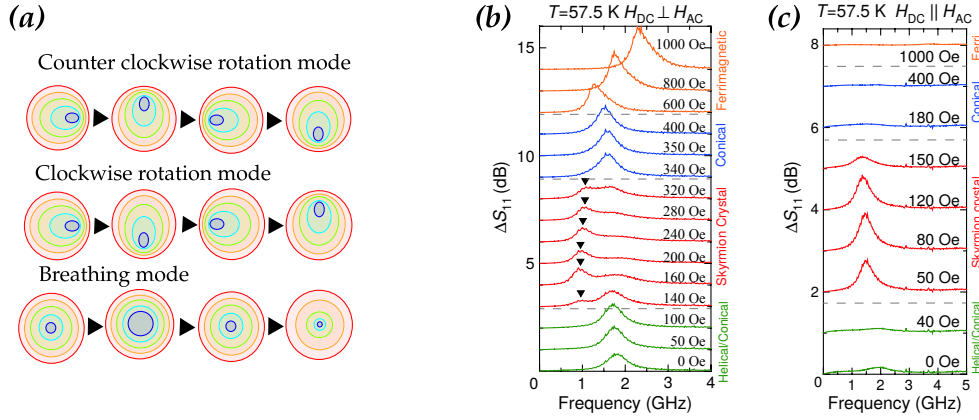 (a)
Counter clockwise rotation mode
Clockwise rotation mode
Breathing mode
(b)
T=57.5 K H_DC ⊥ H_AC
ΔS₁₁ (dB)
15
10
5
1000 Oe
800 Oe
600 Oe
400 Oe
350 Oe
340 Oe
320 Oe
280 Oe
240 Oe
200 Oe
160 Oe
140 Oe
100 Oe
50 Oe
0 Oe
Ferrimagnetic
Conical
Skyrmion Crystal
Helical/Conical
0 1 2 3 4
Frequency (GHz)
(c)
T=57.5 K H_DC || H_AC
ΔS₁₁ (dB)
8
6
4
2
1000 Oe
400 Oe
180 Oe
150 Oe
120 Oe
80 Oe
50 Oe
40 Oe
0 Oe
Ferri
Conical
Skyrmion Crystal
Helical/Conical
0 1 2 3 4 5
Frequency (GHz)